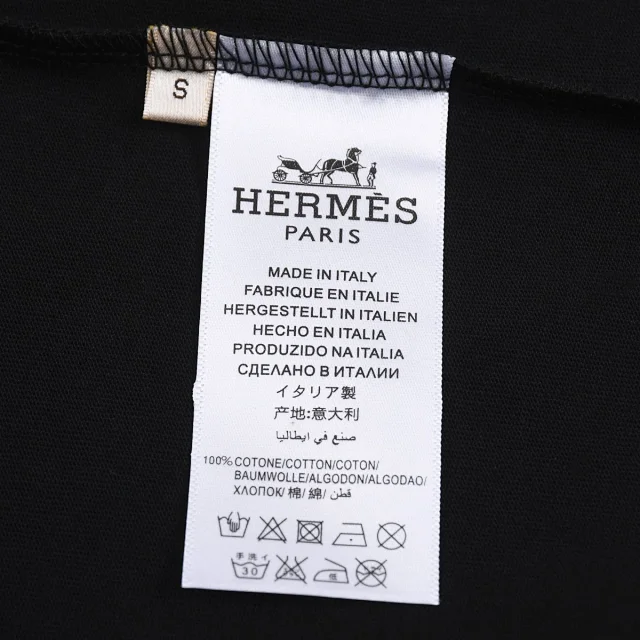 S
HERMÈS
PARIS
MADE IN ITALY
FABRIQUE EN ITALIE
HERGESTELLT IN ITALIEN
HECHO EN ITALIA
PRODUZIDO NA ITALIA
СДЕЛАНО В ИТАЛИИ
イタリア製
产地:意大利
صنع في ايطاليا
100% COTONE/COTTON/COTON/
BAUMWOLLE/ALGODON/ALGODAO/
ХЛОПОК/棉/綿/ قطن
手洗イ
30 低